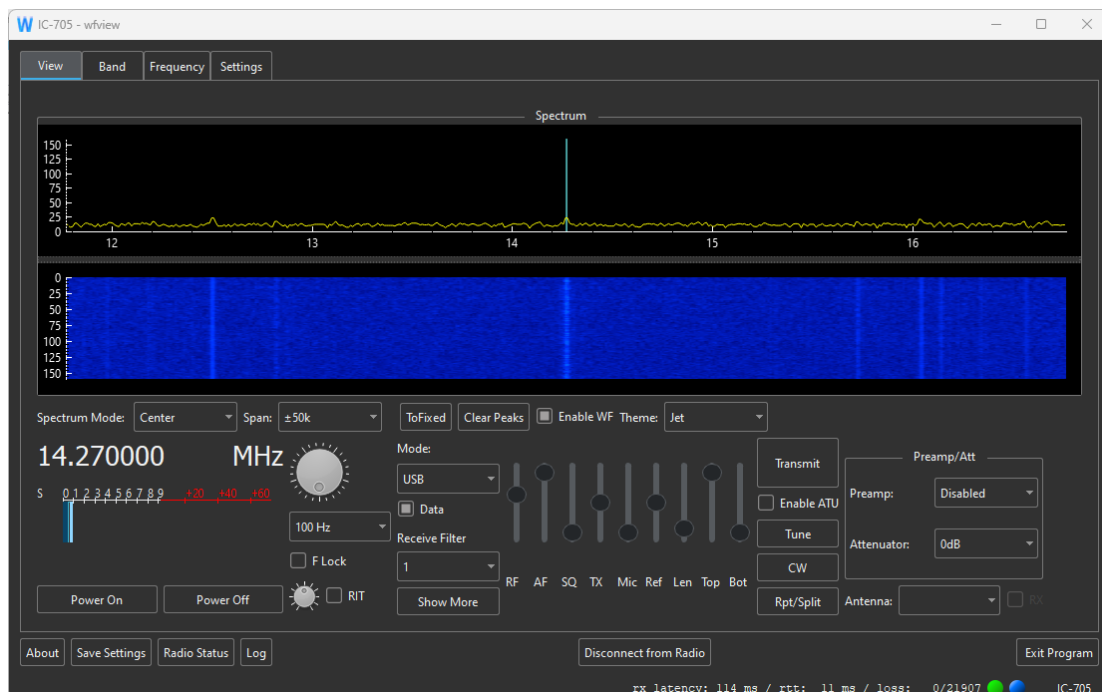 IC-705 - wfview
View Band Frequency Settings
Spectrum
150
125
100
75
50
25
0
12 13 14 15 16
0
25
50
75
100
125
150
Spectrum Mode: Center Span: ±50k ToFixed Clear Peaks Enable WF Theme: Jet
14.270000 MHz
S 0 1 2 3 4 5 6 7 8 9 +20 +40 +60
100 Hz
F Lock
RIT
Power On Power Off
Mode:
USB
Data
Receive Filter
1
Show More
RF AF SQ TX Mic Ref Len Top Bot
Transmit
Enable ATU
Tune
CW
Rpt/Split
Preamp/Att
Preamp: Disabled
Attenuator: 0dB
Antenna: RX
About Save Settings Radio Status Log Disconnect from Radio Exit Program
rx latency: 114 ms / rtt: 11 ms / loss: 0/21907 IC-705